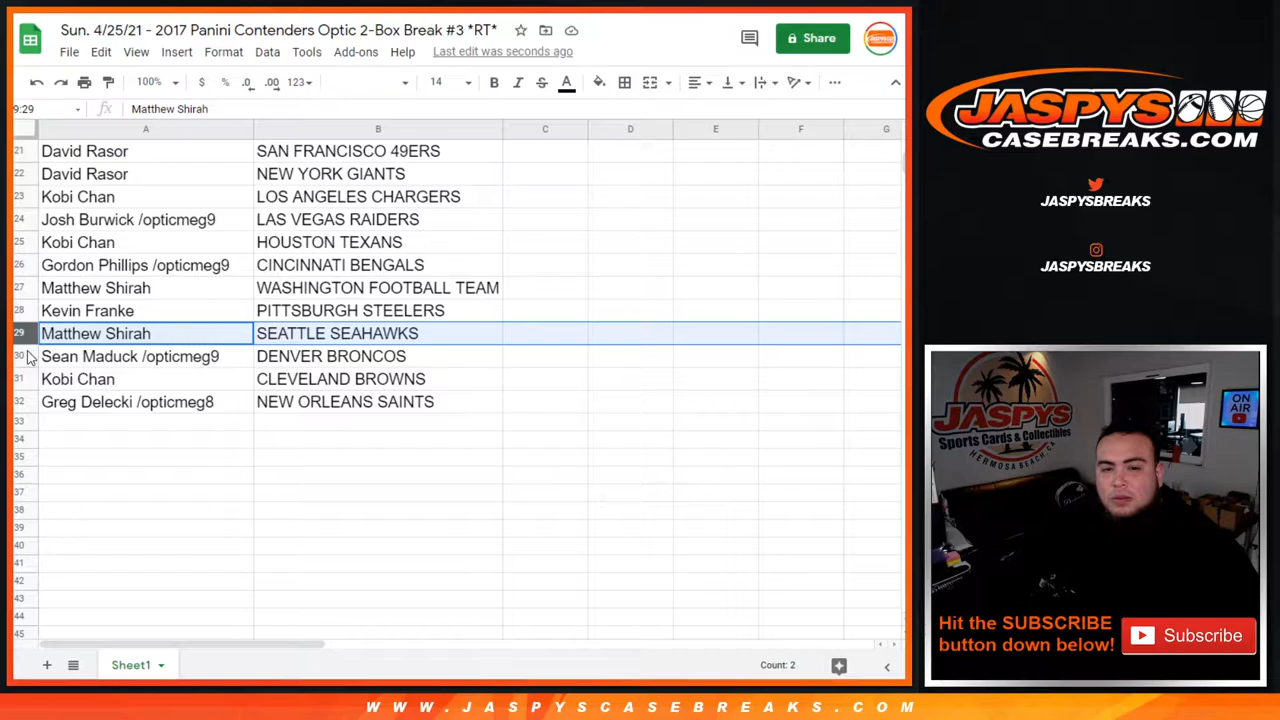 Sun. 4/25/21 - 2017 Panini Contenders Optic 2-Box Break #3 *RT*
File Edit View Insert Format Data Tools Add-ons Help Last edit was seconds ago
Share
100% $ % .0 .00 123 14 B I S A
9:29 fx Matthew Shirah
A B C D E F G
21 David Rasor SAN FRANCISCO 49ERS
22 David Rasor NEW YORK GIANTS
23 Kobi Chan LOS ANGELES CHARGERS
24 Josh Burwick /opticmeg9 LAS VEGAS RAIDERS
25 Kobi Chan HOUSTON TEXANS
26 Gordon Phillips /opticmeg9 CINCINNATI BENGALS
27 Matthew Shirah WASHINGTON FOOTBALL TEAM
28 Kevin Franke PITTSBURGH STEELERS
29 Matthew Shirah SEATTLE SEAHAWKS
30 Sean Maduck /opticmeg9 DENVER BRONCOS
31 Kobi Chan CLEVELAND BROWNS
32 Greg Delecki /opticmeg8 NEW ORLEANS SAINTS
33
34
35
36
37
38
39
40
41
42
43
44
45
Sheet1
Count: 2
JASPYS
CASEBREAKS.COM
JASPYSBREAKS
JASPYSBREAKS
JASPYS
Sports Cards & Collectibles
HERMOSA BEACH, CA
ON
AIR
Hit the SUBSCRIBE
button down below!
Subscribe
WWW.JASPYSCASEBREAKS.COM